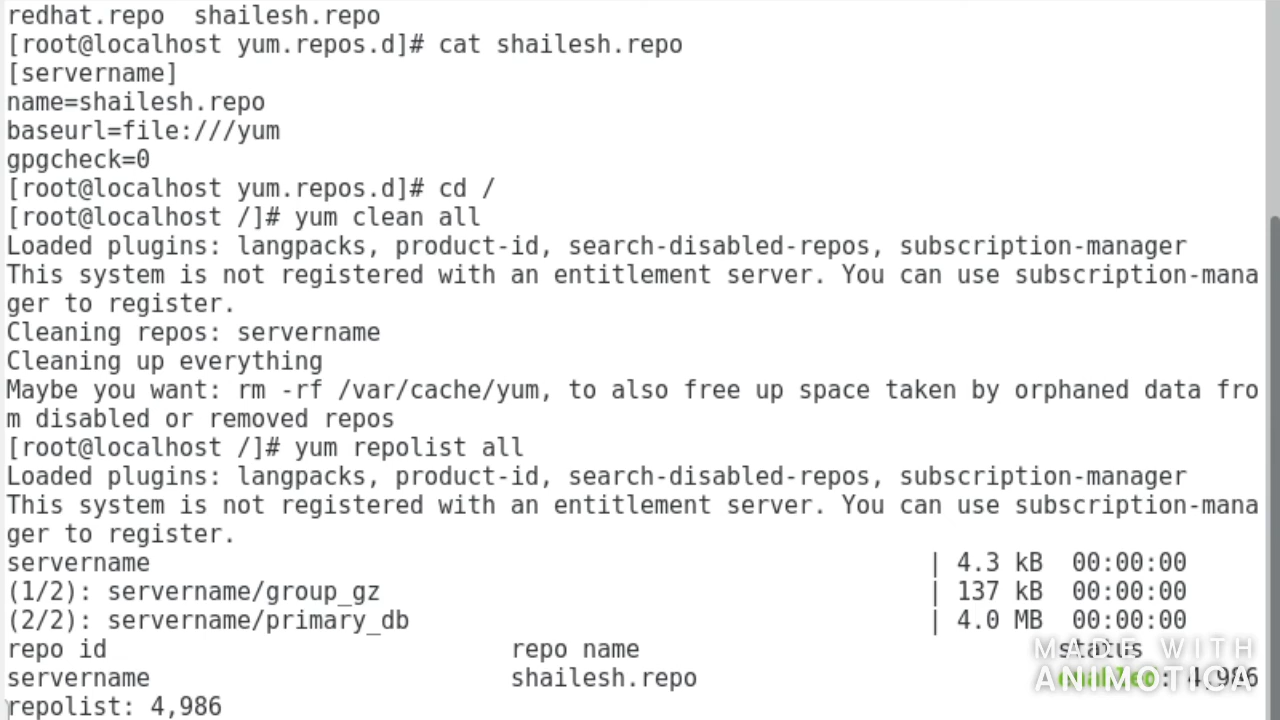 redhat.repo  shailesh.repo
[root@localhost yum.repos.d]# cat shailesh.repo
[servername]
name=shailesh.repo
baseurl=file:///yum
gpgcheck=0
[root@localhost yum.repos.d]# cd /
[root@localhost /]# yum clean all
Loaded plugins: langpacks, product-id, search-disabled-repos, subscription-manager
This system is not registered with an entitlement server. You can use subscription-mana
ger to register.
Cleaning repos: servername
Cleaning up everything
Maybe you want: rm -rf /var/cache/yum, to also free up space taken by orphaned data fro
m disabled or removed repos
[root@localhost /]# yum repolist all
Loaded plugins: langpacks, product-id, search-disabled-repos, subscription-manager
This system is not registered with an entitlement server. You can use subscription-mana
ger to register.
servername | 4.3 kB  00:00:00
(1/2): servername/group_gz | 137 kB  00:00:00
(2/2): servername/primary_db | 4.0 MB  00:00:00
repo id repo name status
servername shailesh.repo enabled: 4,986
repolist: 4,986
MADE WITH
ANIMOTICA